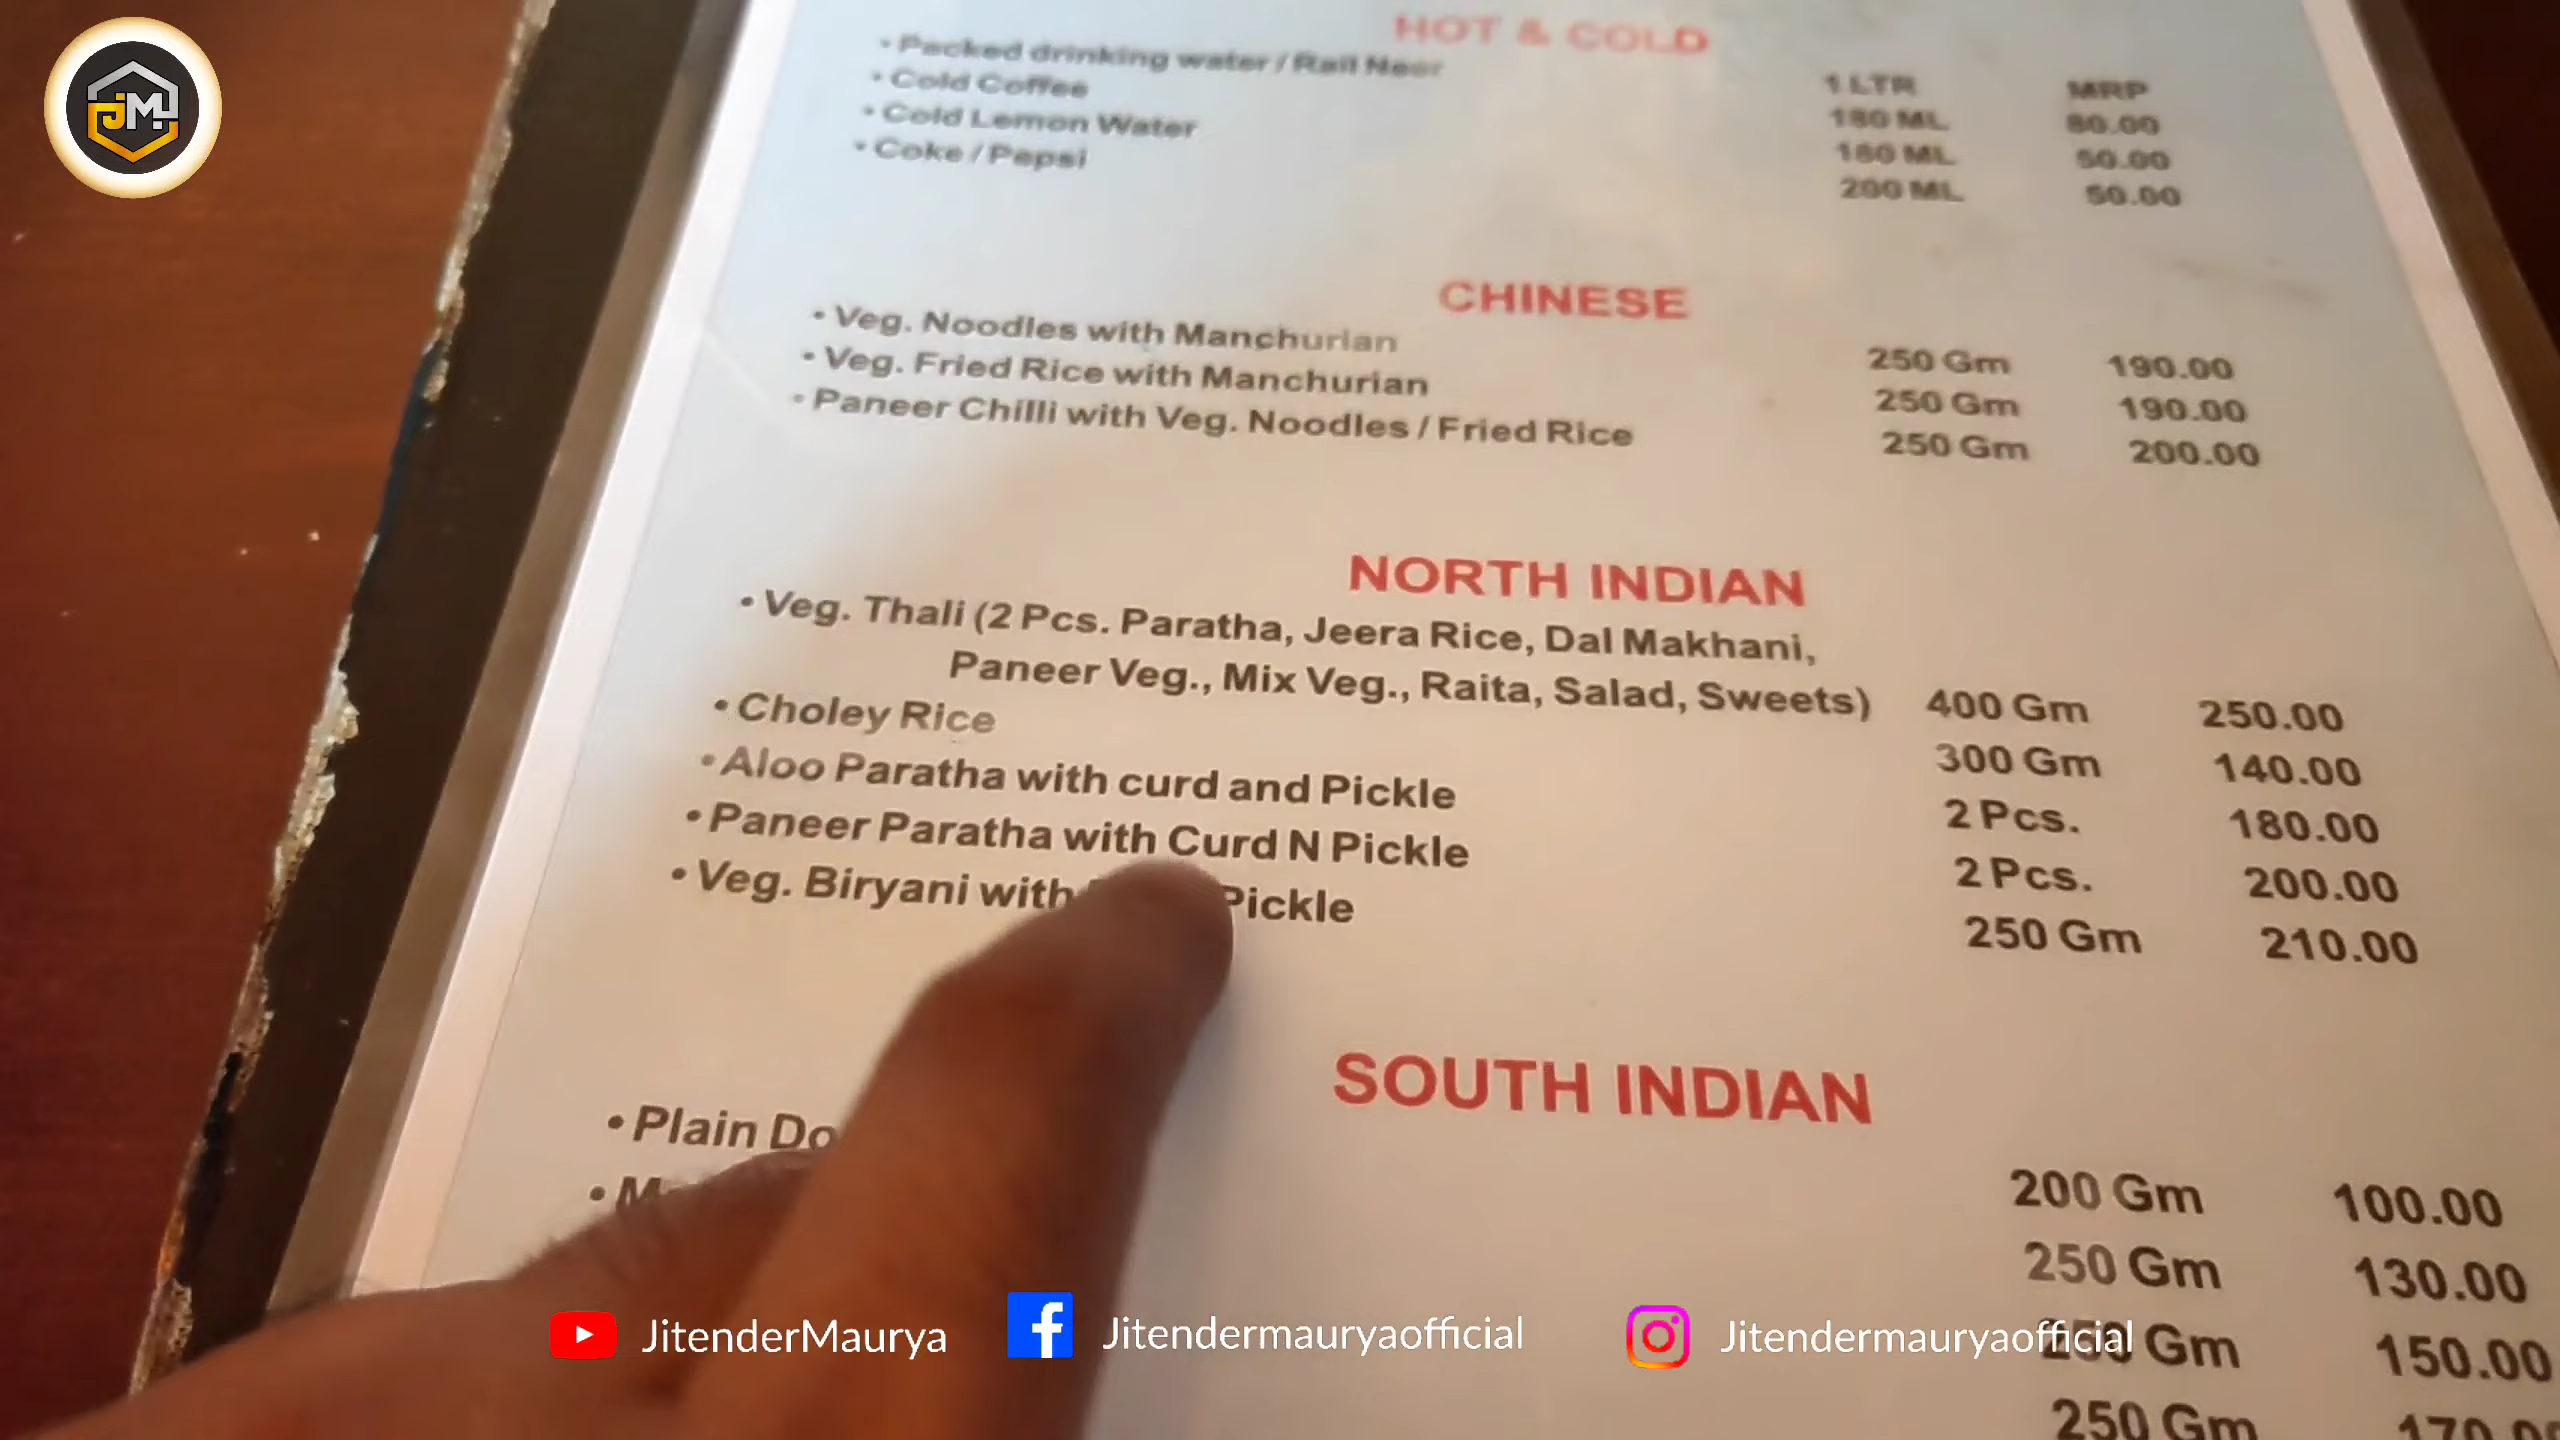 JM
HOT & COLD
• Packed drinking water / Rail Neer 1 LTR MRP
• Cold Coffee 180 ML 80.00
• Cold Lemon Water 180 ML 50.00
• Coke / Pepsi 200 ML 50.00
CHINESE
• Veg. Noodles with Manchurian 250 Gm 190.00
• Veg. Fried Rice with Manchurian 250 Gm 190.00
• Paneer Chilli with Veg. Noodles / Fried Rice 250 Gm 200.00
NORTH INDIAN
• Veg. Thali (2 Pcs. Paratha, Jeera Rice, Dal Makhani,
Paneer Veg., Mix Veg., Raita, Salad, Sweets) 400 Gm 250.00
• Choley Rice 300 Gm 140.00
• Aloo Paratha with curd and Pickle 2 Pcs. 180.00
• Paneer Paratha with Curd N Pickle 2 Pcs. 200.00
• Veg. Biryani with Pickle 250 Gm 210.00
SOUTH INDIAN
• Plain 200 Gm 100.00
250 Gm 130.00
250 Gm 150.00
250 Gm
JitenderMaurya
Jitendermauryaofficial
Jitendermauryaofficial